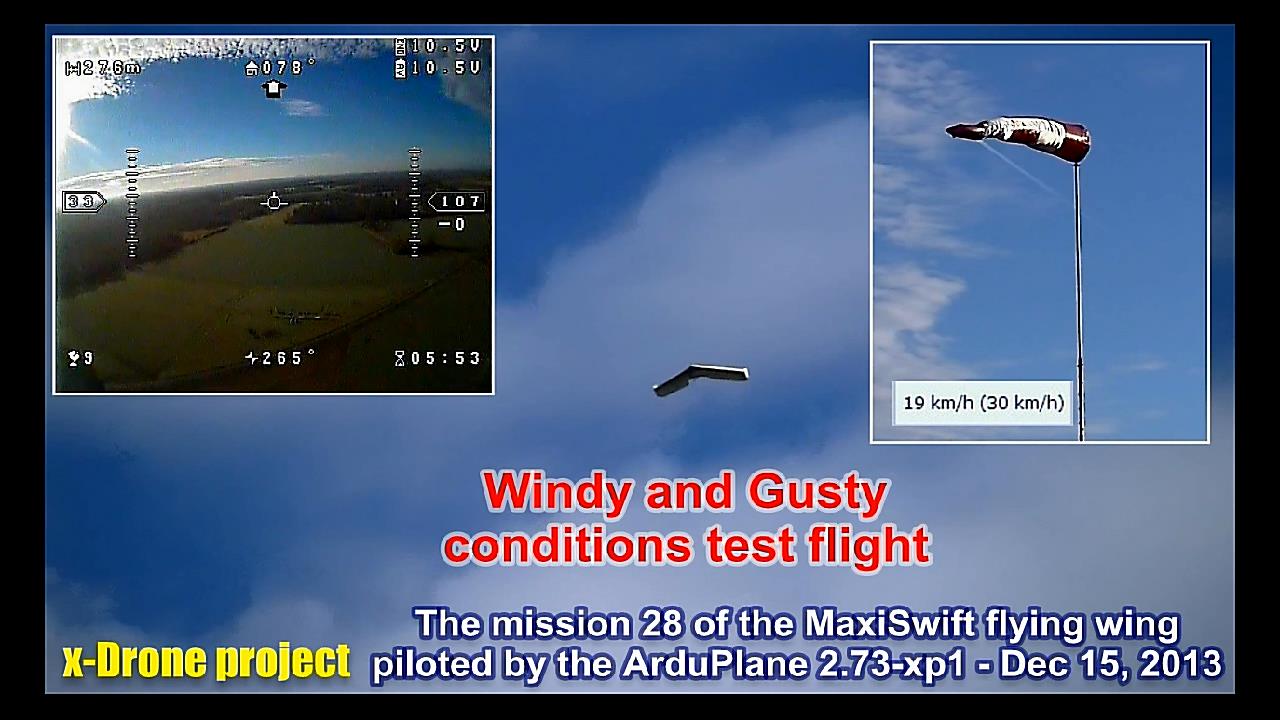 10.5V
276m 078° 10.5V
33 107
-0
9 265° 05:53
19 km/h (30 km/h)
Windy and Gusty
conditions test flight
The mission 28 of the MaxiSwift flying wing
x-Drone project piloted by the ArduPlane 2.73-xp1 - Dec 15, 2013